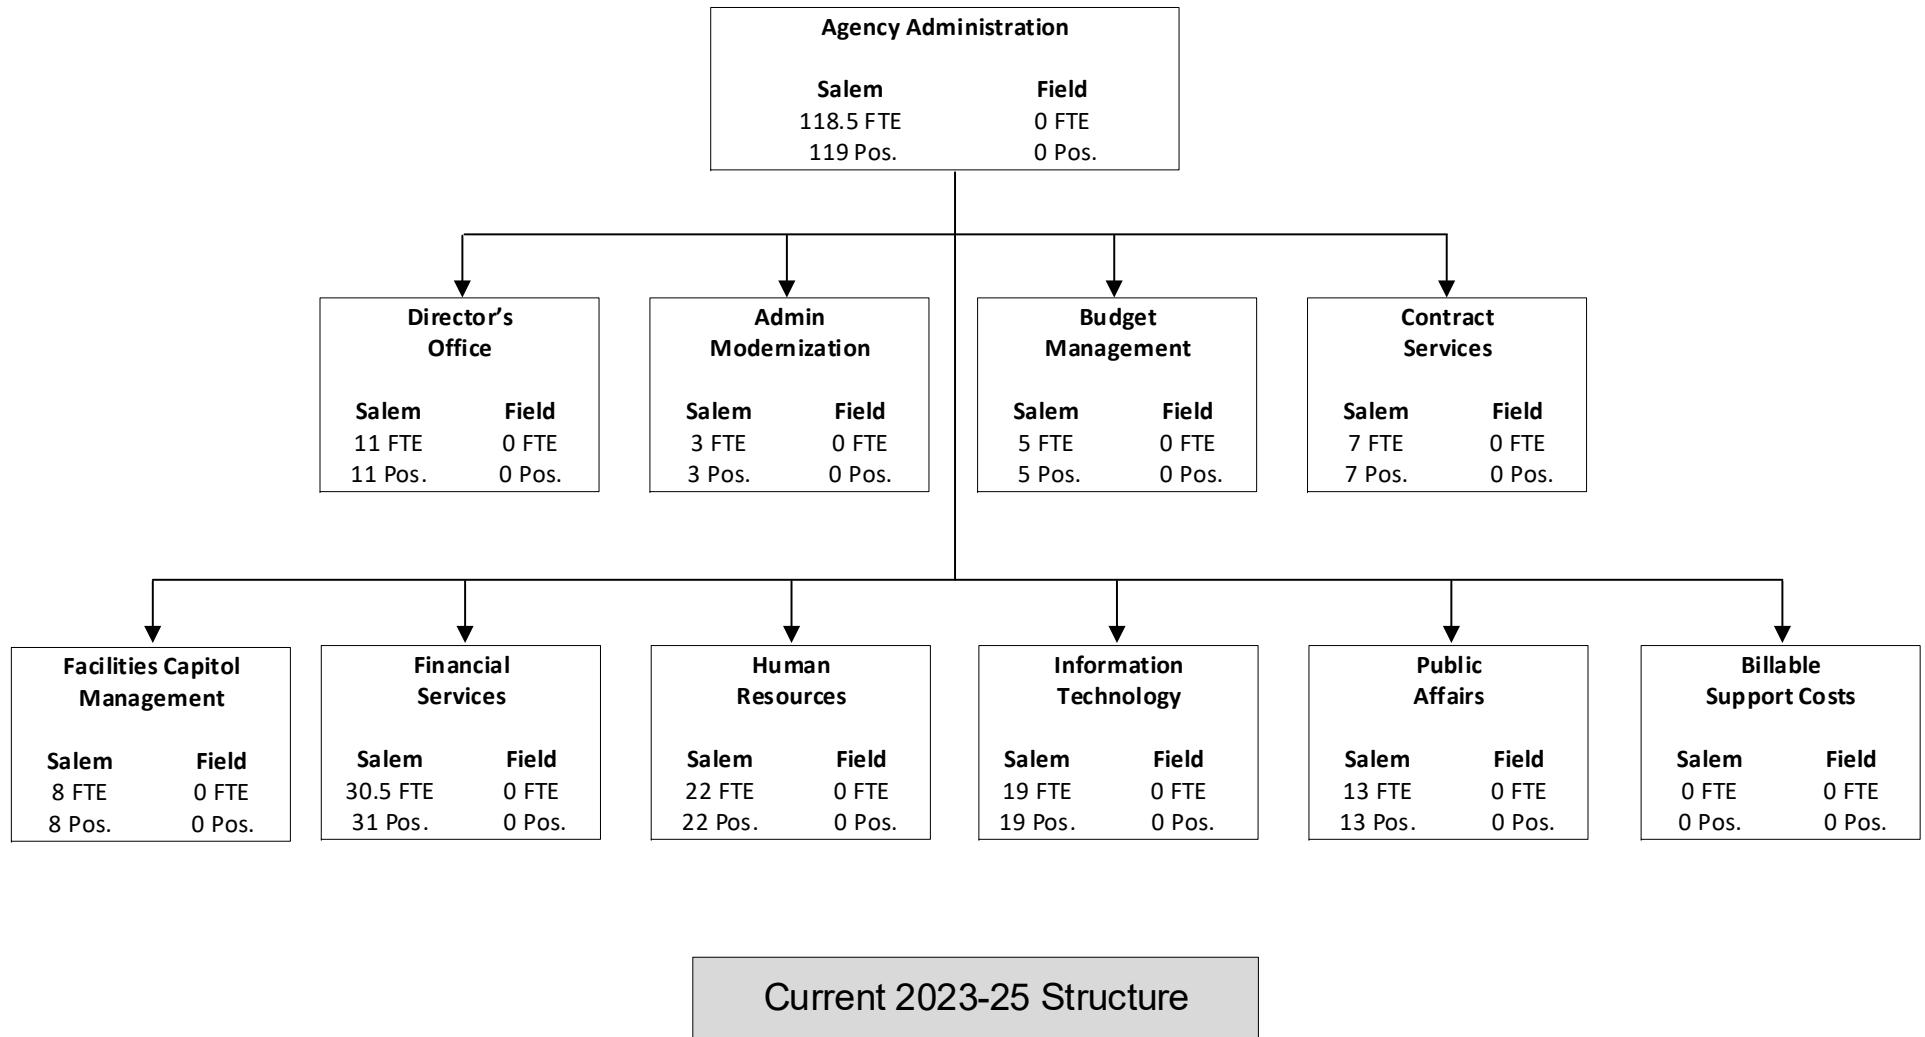 Agency Administration
Salem Field
118.5 FTE 0 FTE
119 Pos. 0 Pos.
Director’s
Office
Salem Field
11 FTE 0 FTE
11 Pos. 0 Pos.
Admin
Modernization
Salem Field
3 FTE 0 FTE
3 Pos. 0 Pos.
Budget
Management
Salem Field
5 FTE 0 FTE
5 Pos. 0 Pos.
Contract
Services
Salem Field
7 FTE 0 FTE
7 Pos. 0 Pos.
Facilities Capitol
Management
Salem Field
8 FTE 0 FTE
8 Pos. 0 Pos.
Financial
Services
Salem Field
30.5 FTE 0 FTE
31 Pos. 0 Pos.
Human
Resources
Salem Field
22 FTE 0 FTE
22 Pos. 0 Pos.
Information
Technology
Salem Field
19 FTE 0 FTE
19 Pos. 0 Pos.
Public
Affairs
Salem Field
13 FTE 0 FTE
13 Pos. 0 Pos.
Billable
Support Costs
Salem Field
0 FTE 0 FTE
0 Pos. 0 Pos.
Current 2023-25 Structure